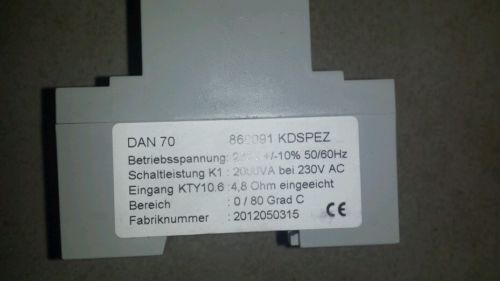 DAN 70 KDSPEZ
Betriebsspannung: +/-10% 50/60Hz
Schaltleistung K1 : bei 230V AC
Eingang KTY10.6 : 4,8 Ohm eingeeicht
Bereich : 0 / 80 Grad C
Fabriknummer : 2012050315 CE